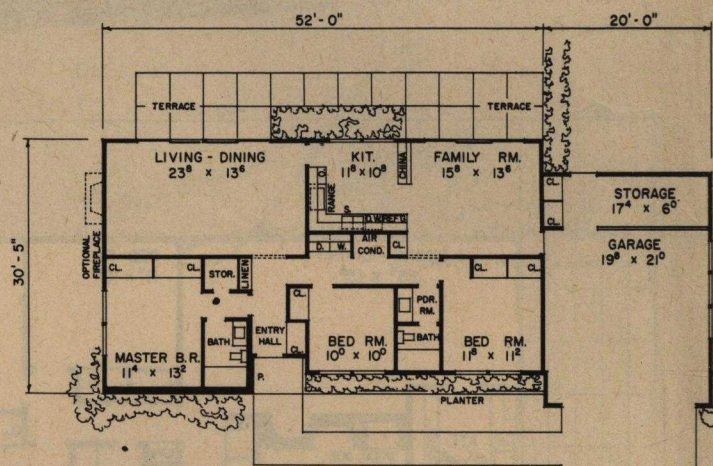 52'-0"
20'-0"
TERRACE
TERRACE
LIVING - DINING
23⁸ x 13⁶
KIT.
11⁸ x 10⁸
CHINA
FAMILY RM.
15⁸ x 13⁶
O.
RANGE
S.
D.W.
REFG.
CL.
CL.
STORAGE
17⁴ x 6⁰
GARAGE
19⁸ x 21⁰
30'-5"
OPTIONAL
FIREPLACE
D. W.
AIR
COND.
CL.
CL.
CL.
STOR.
LINEN
CL.
CL.
CL.
PDR.
RM.
BATH
ENTRY
HALL
CL.
BATH
MASTER B.R.
11⁴ x 13²
BED RM.
10⁰ x 10⁰
BED RM.
11⁸ x 11²
P.
PLANTER